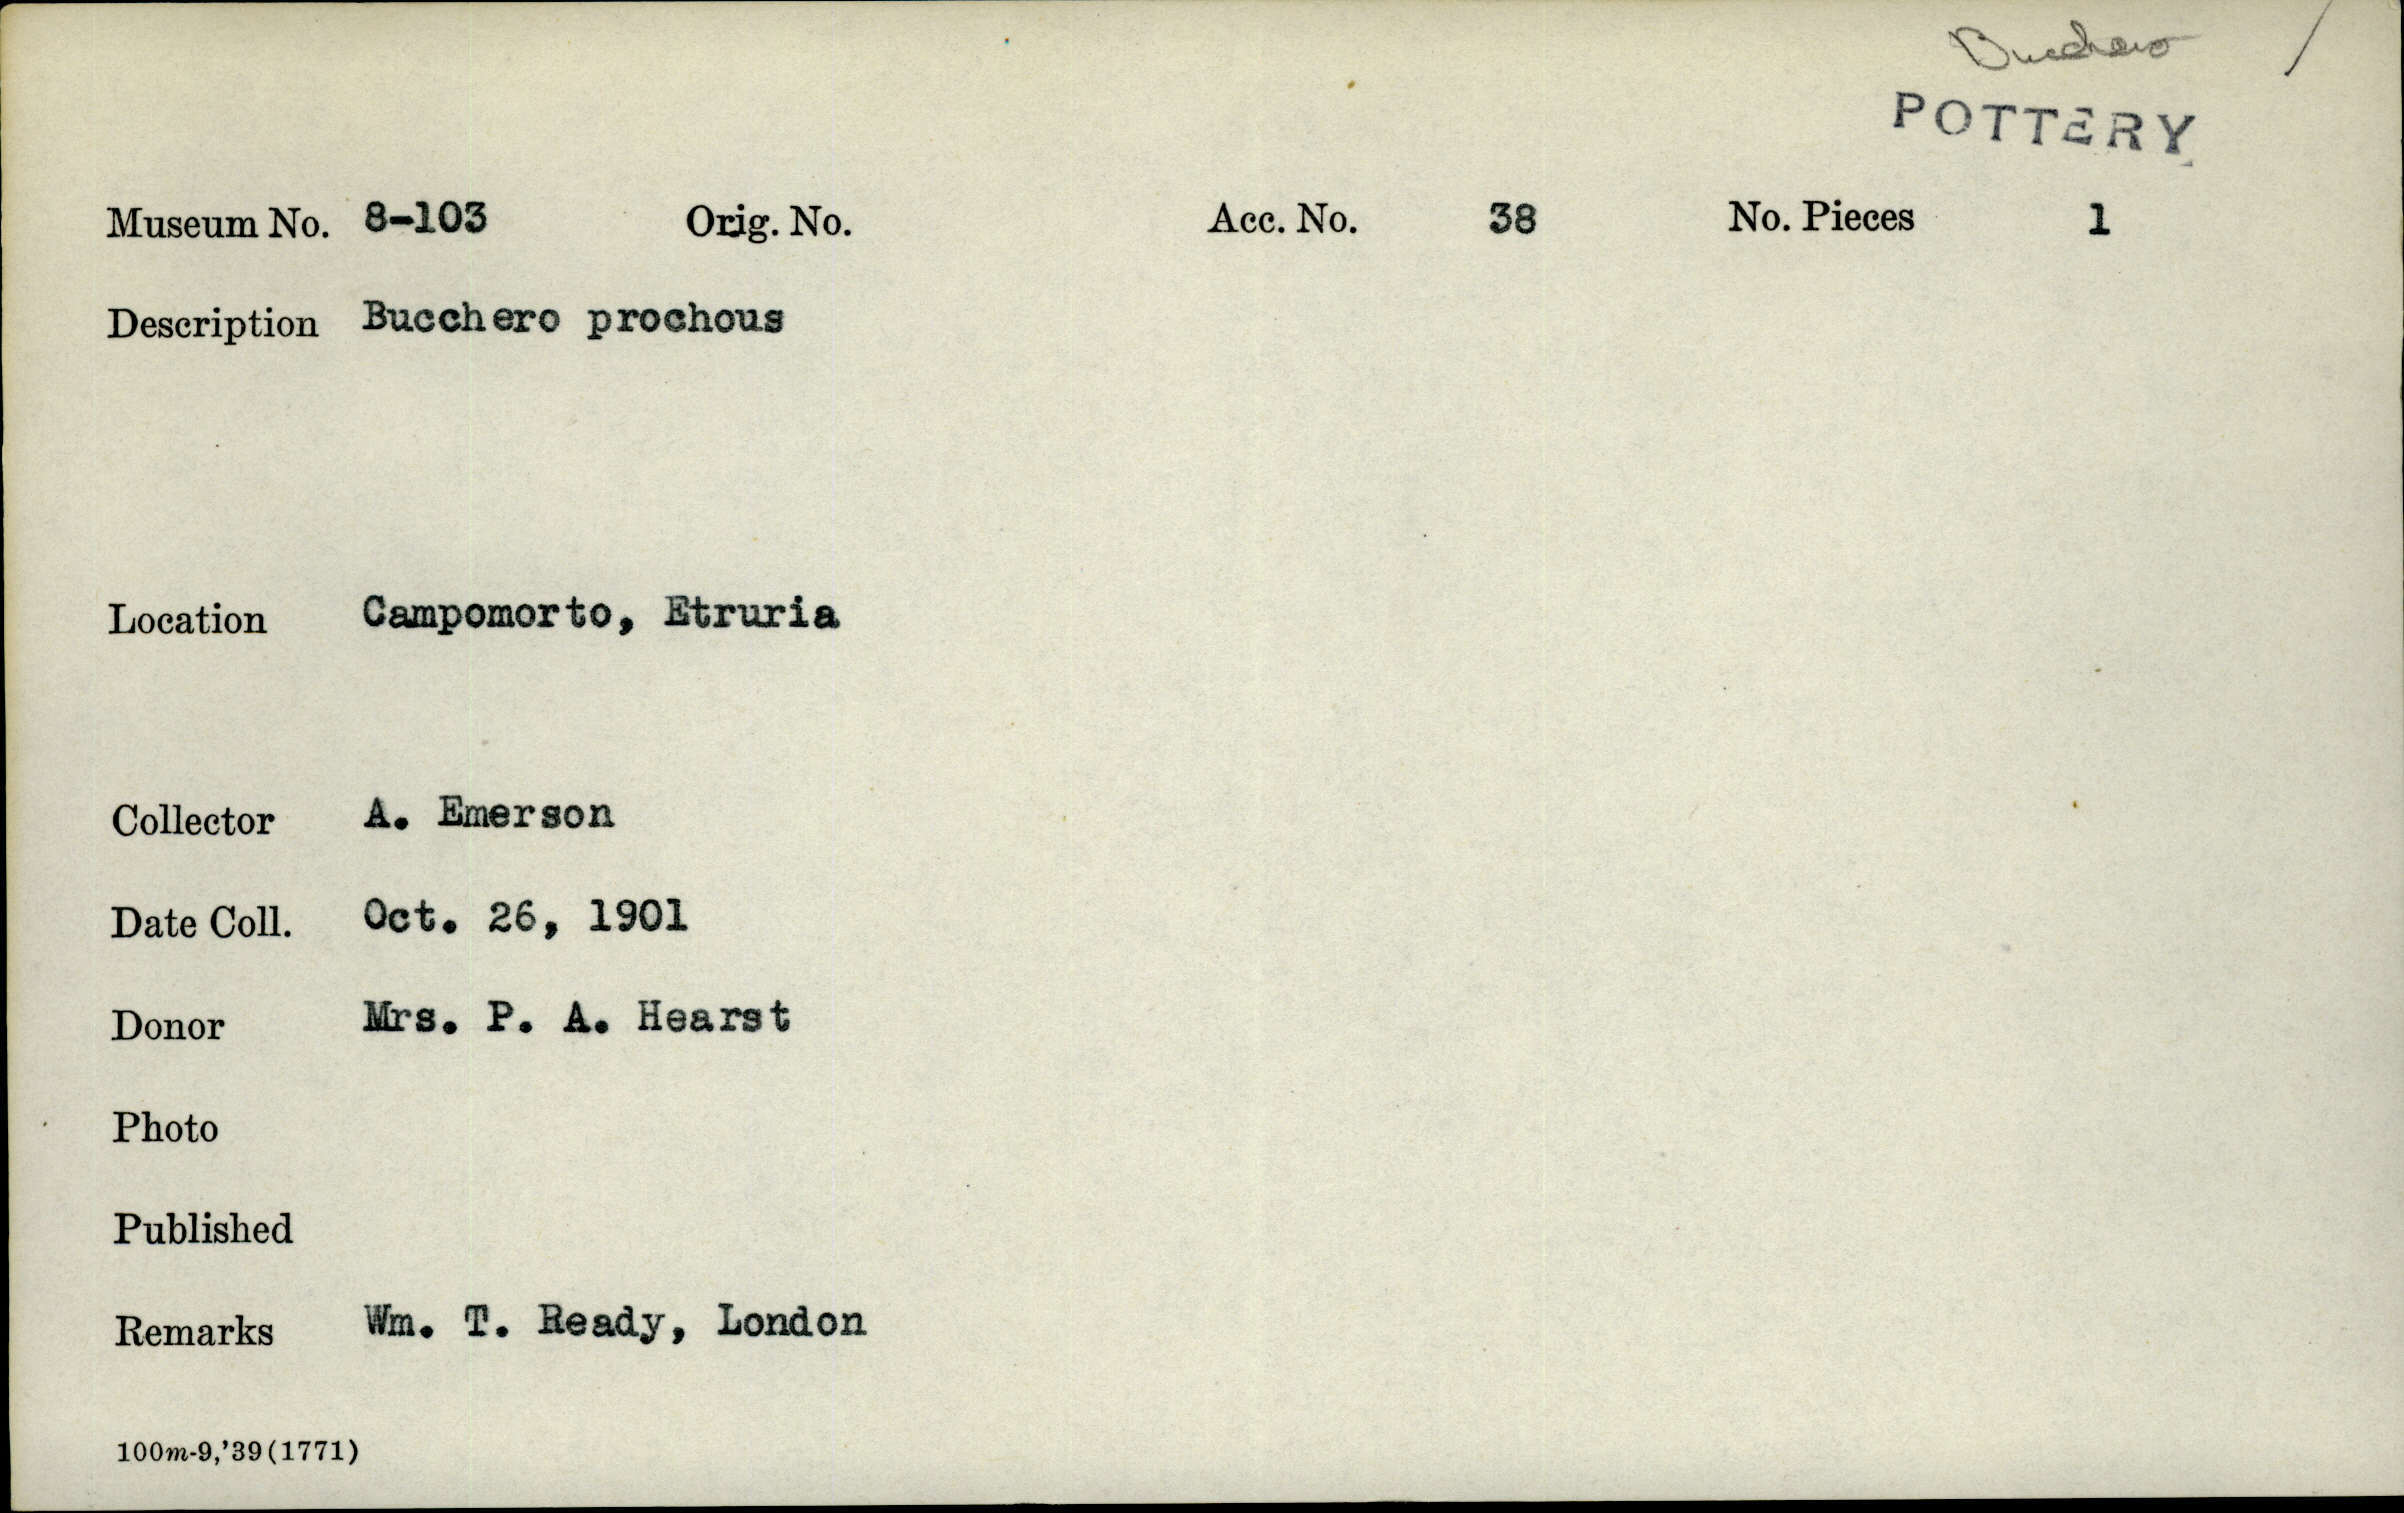 Bucchero
POTTERY
Museum No. 8-103 Orig. No. Acc. No. 38 No. Pieces 1
Description Bucchero prochous
Location Campomorto, Etruria
Collector A. Emerson
Date Coll. Oct. 26, 1901
Donor Mrs. P. A. Hearst
Photo
Published
Remarks Wm. T. Ready, London
100m-9,'39(1771)